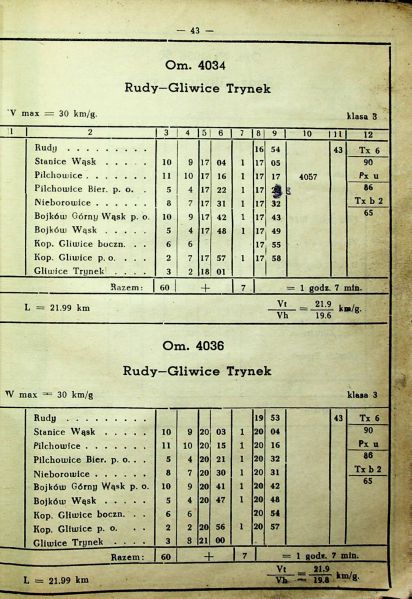 — 43 —
Om. 4034
Rudy—Gliwice Trynek
V max = 30 km/g. klasa 3
1 2 3 4 5 6 7 8 9 10 11 12
Rudy 16 54 43 Tx 6
Stanice Wąsk 10 9 17 04 1 17 05 90
Pilchowice 11 10 17 16 1 17 17 4057 Px u
Pilchowice Bier. p. o. 5 4 17 22 1 17 86
Nieborowice 8 7 17 31 1 17 32 Tx b 2
Bojków Górny Wąsk p. o. 10 9 17 42 1 17 43 65
Bojków Wąsk 5 4 17 48 1 17 49
Kop. Gliwice boczn. 6 6 17 55
Kop. Gliwice p. o. 2 7 17 57 1 17 58
Gliwice Trynek 3 2 18 01
Razem: 60 + 7 = 1 godz. 7 min.
L = 21.99 km Vt/Vh = 21.9/19.6 km/g.
Om. 4036
Rudy—Gliwice Trynek
V max = 30 km/g klasa 3
Rudy 19 53 43 Tx 6
Stanice Wąsk 10 9 20 03 1 20 04 90
Pilchowice 11 10 20 15 1 20 16 Px u
Pilchowice Bier. p. o. 5 4 20 21 1 20 32 86
Nieborowice 8 7 20 30 1 20 31 Tx b 2
Bojków Górny Wąsk p. o. 10 9 20 41 1 20 42 65
Bojków Wąsk 5 4 20 47 1 20 48
Kop. Gliwice boczn. 6 6 20 54
Kop. Gliwice p. o. 2 2 20 56 1 20 57
Gliwice Trynek 3 8 21 00
Razem: 60 + 7 = 1 godz. 7 min.
L = 21.99 km Vt/Vh = 21.9/19.8 km/g.